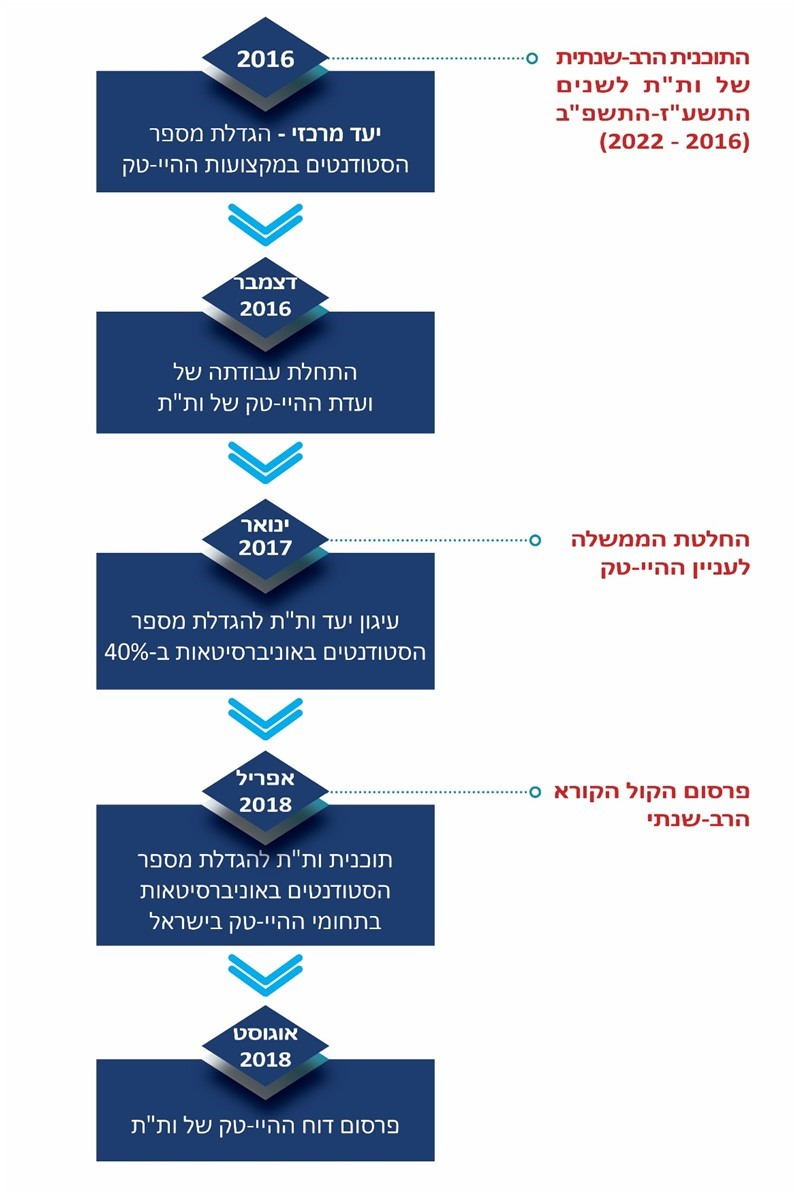 2016
התוכנית הרב-שנתית
של ות"ת לשנים
התשע"ז-התשפ"ב
(2016 - 2022)
יעד מרכזי - הגדלת מספר
הסטודנטים במקצועות ההיי-טק
דצמבר
2016
התחלת עבודתה של
ועדת ההיי-טק של ות"ת
ינואר
2017
החלטת הממשלה
לעניין ההיי-טק
עיגון יעד ות"ת להגדלת מספר
הסטודנטים באוניברסיטאות ב-40%
אפריל
2018
פרסום הקול הקורא
הרב-שנתי
תוכנית ות"ת להגדלת מספר
הסטודנטים באוניברסיטאות
בתחומי ההיי-טק בישראל
אוגוסט
2018
פרסום דוח ההיי-טק של ות"ת